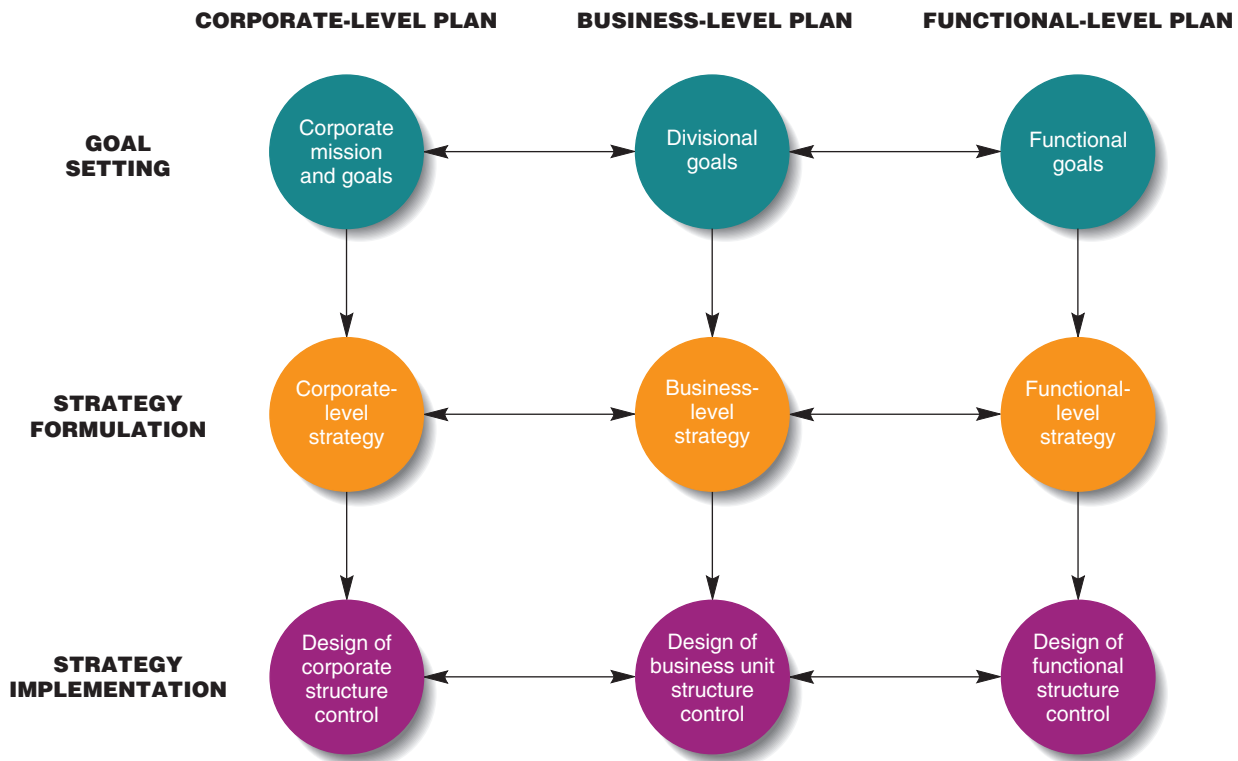 CORPORATE-LEVEL PLAN
BUSINESS-LEVEL PLAN
FUNCTIONAL-LEVEL PLAN
GOAL
SETTING
Corporate
mission
and goals
Divisional
goals
Functional
goals
STRATEGY
FORMULATION
Corporate-
level
strategy
Business-
level
strategy
Functional-
level
strategy
STRATEGY
IMPLEMENTATION
Design of
corporate
structure
control
Design of
business unit
structure
control
Design of
functional
structure
control